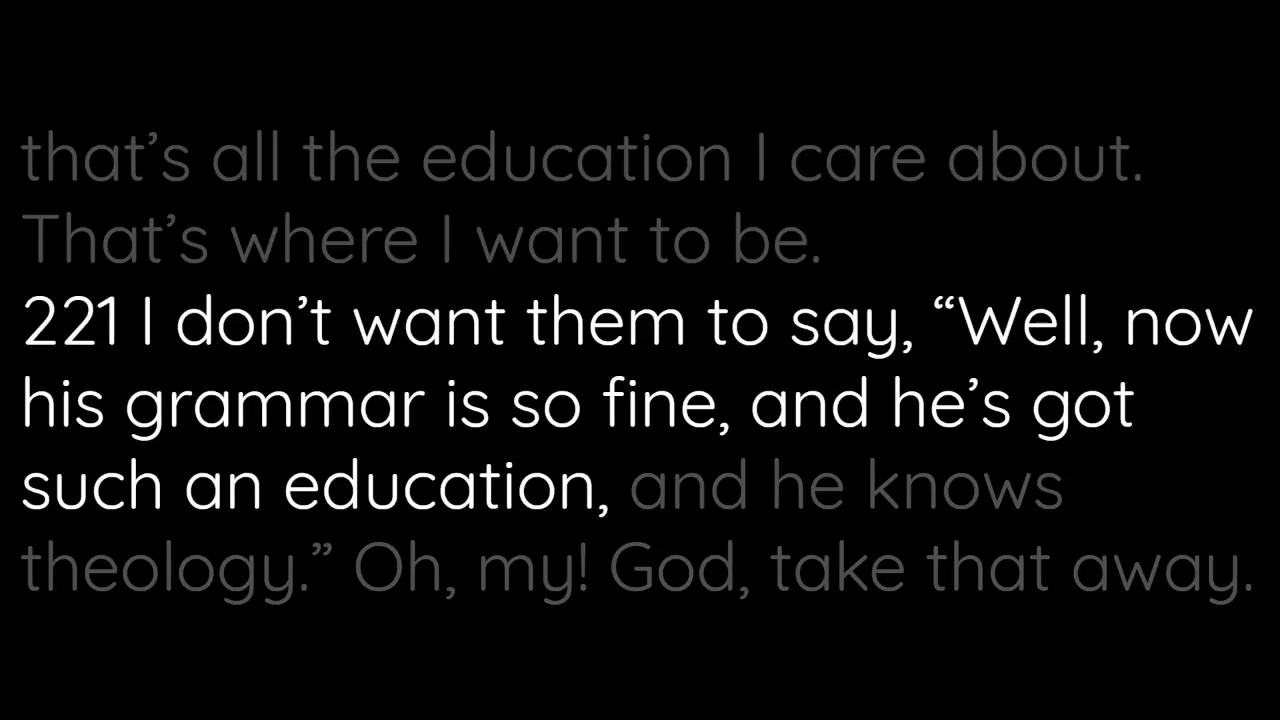 that’s all the education I care about.
That’s where I want to be.
221 I don’t want them to say, “Well, now
his grammar is so fine, and he’s got
such an education, and he knows
theology.” Oh, my! God, take that away.